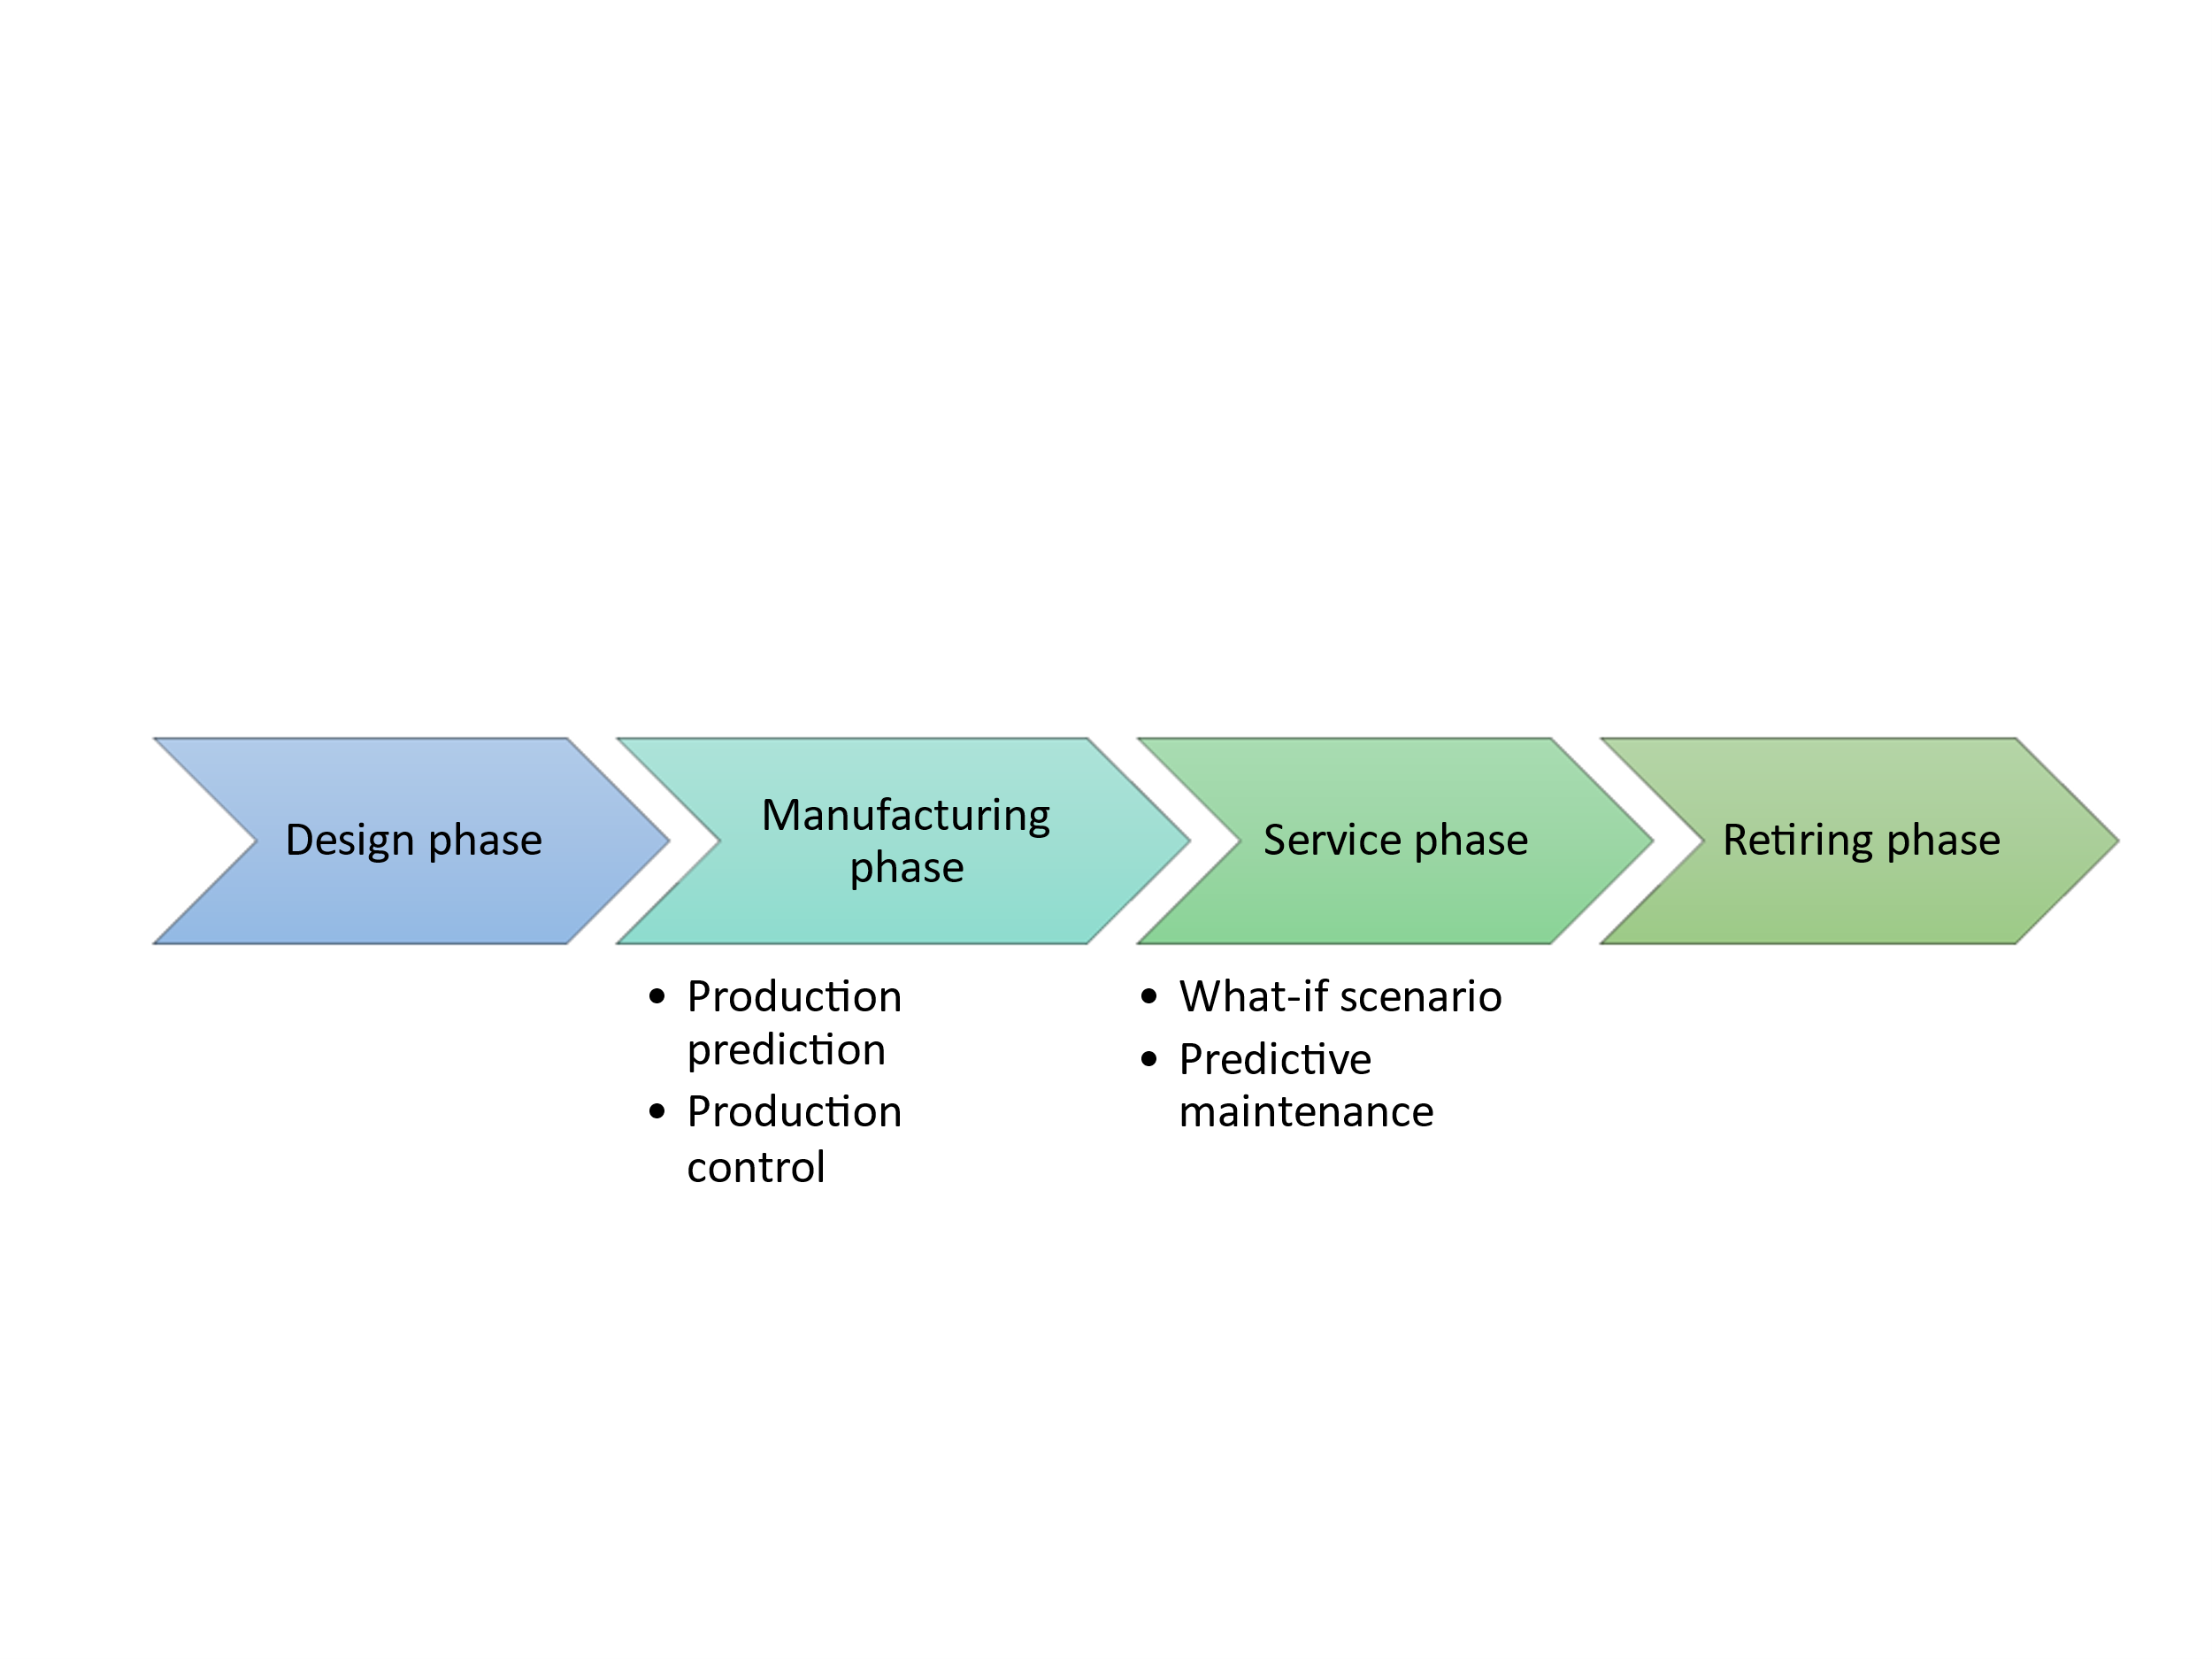 Design phase
Manufacturing
phase
Service phase
Retiring phase
• Production
prediction
• Production
control
• What-if scenario
• Predictive
maintenance